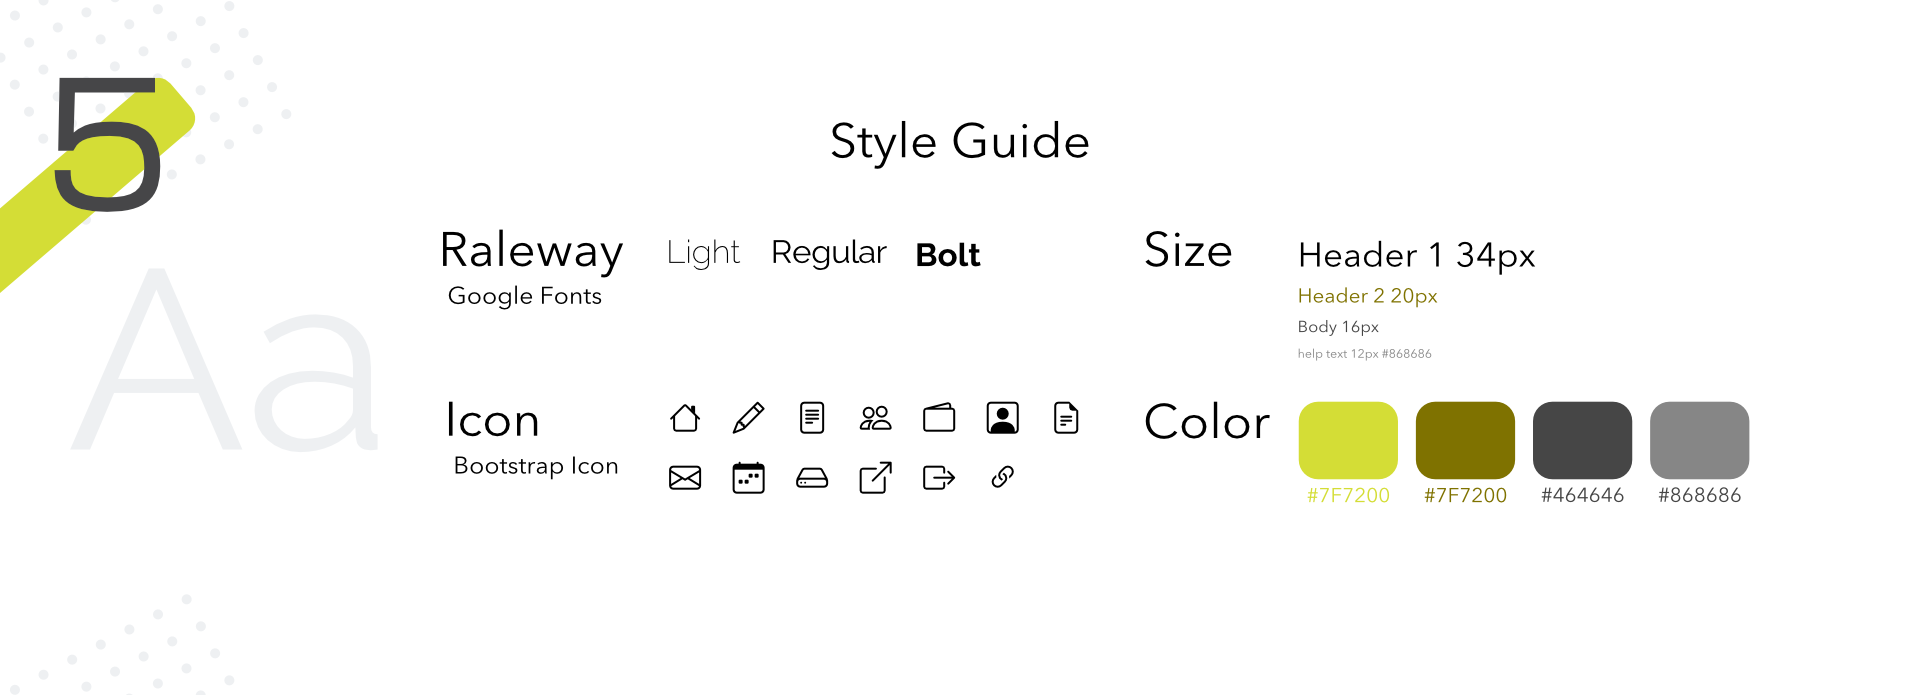 5
Aa
Style Guide
Raleway
Google Fonts
Light Regular Bolt
Size
Header 1 34px
Header 2 20px
Body 16px
help text 12px #868686
Icon
Bootstrap Icon
Color
#7F7200 #7F7200 #464646 #868686